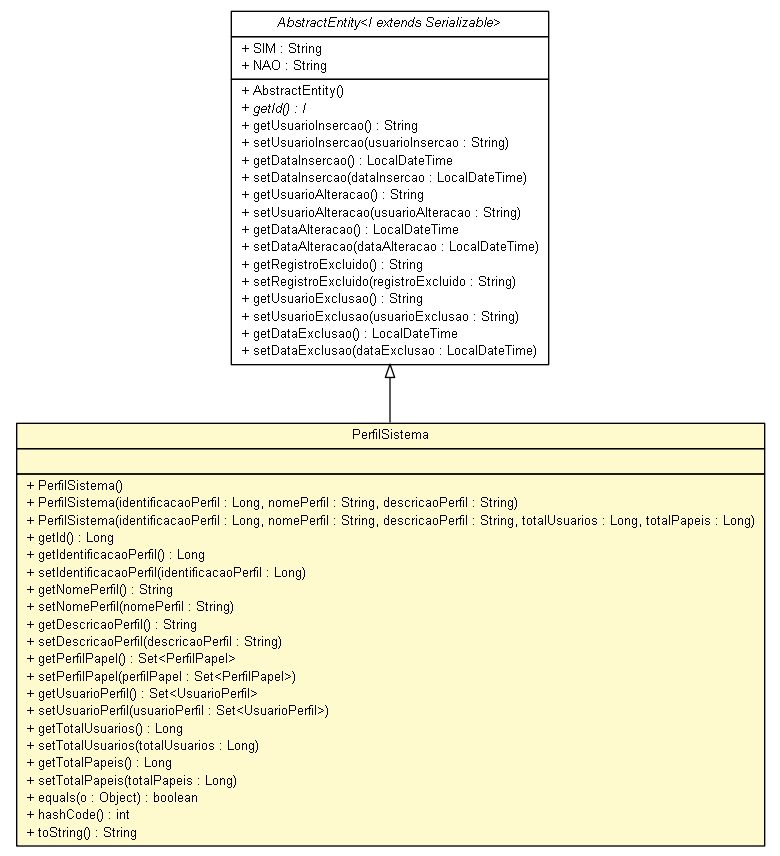 AbstractEntity<I extends Serializable>
+ SIM : String
+ NAO : String
+ AbstractEntity()
+ getId() : I
+ getUsuarioInsercao() : String
+ setUsuarioInsercao(usuarioInsercao : String)
+ getDataInsercao() : LocalDateTime
+ setDataInsercao(dataInsercao : LocalDateTime)
+ getUsuarioAlteracao() : String
+ setUsuarioAlteracao(usuarioAlteracao : String)
+ getDataAlteracao() : LocalDateTime
+ setDataAlteracao(dataAlteracao : LocalDateTime)
+ getRegistroExcluido() : String
+ setRegistroExcluido(registroExcluido : String)
+ getUsuarioExclusao() : String
+ setUsuarioExclusao(usuarioExclusao : String)
+ getDataExclusao() : LocalDateTime
+ setDataExclusao(dataExclusao : LocalDateTime)
PerfilSistema
+ PerfilSistema()
+ PerfilSistema(identificacaoPerfil : Long, nomePerfil : String, descricaoPerfil : String)
+ PerfilSistema(identificacaoPerfil : Long, nomePerfil : String, descricaoPerfil : String, totalUsuarios : Long, totalPapeis : Long)
+ getId() : Long
+ getIdentificacaoPerfil() : Long
+ setIdentificacaoPerfil(identificacaoPerfil : Long)
+ getNomePerfil() : String
+ setNomePerfil(nomePerfil : String)
+ getDescricaoPerfil() : String
+ setDescricaoPerfil(descricaoPerfil : String)
+ getPerfilPapel() : Set<PerfilPapel>
+ setPerfilPapel(perfilPapel : Set<PerfilPapel>)
+ getUsuarioPerfil() : Set<UsuarioPerfil>
+ setUsuarioPerfil(usuarioPerfil : Set<UsuarioPerfil>)
+ getTotalUsuarios() : Long
+ setTotalUsuarios(totalUsuarios : Long)
+ getTotalPapeis() : Long
+ setTotalPapeis(totalPapeis : Long)
+ equals(o : Object) : boolean
+ hashCode() : int
+ toString() : String